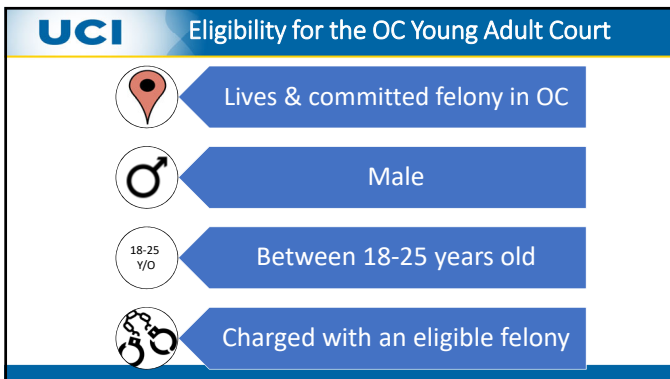 UCI Eligibility for the OC Young Adult Court
Lives & committed felony in OC
Male
18-25
Y/O
Between 18-25 years old
Charged with an eligible felony